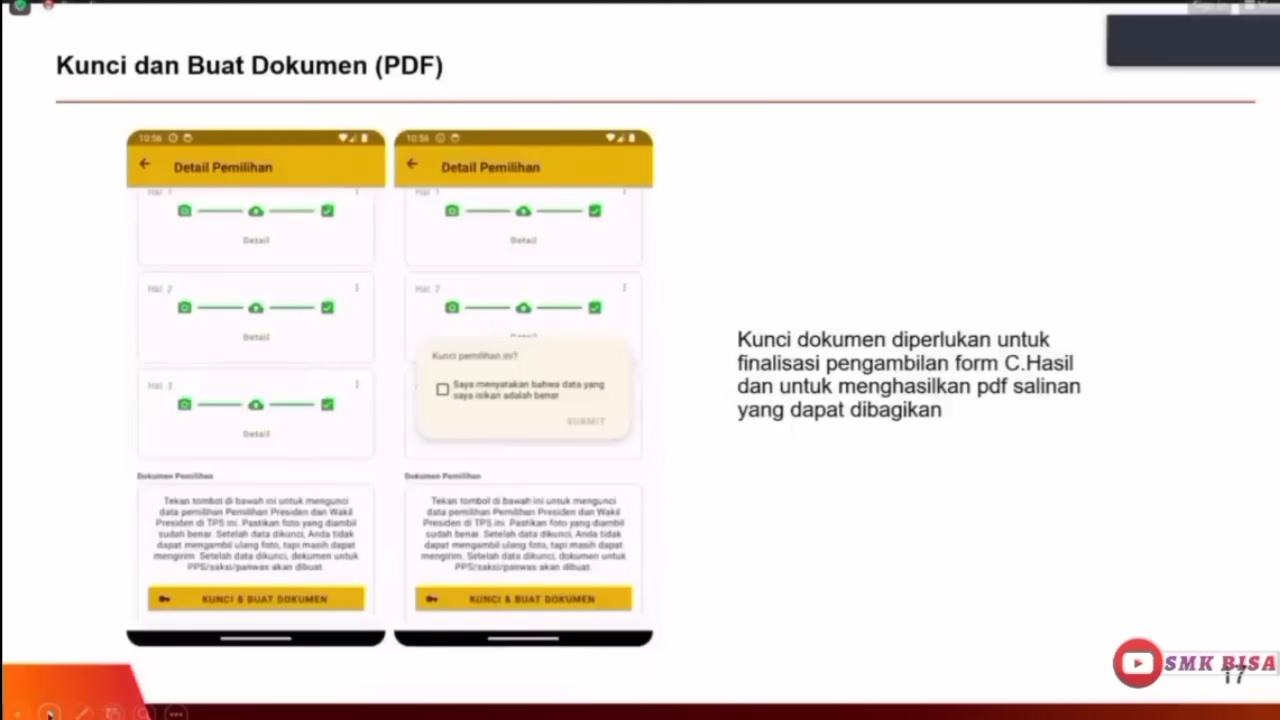 Kunci dan Buat Dokumen (PDF)
10:56
Detail Pemilihan
Hal. 1
Detail
Hal. 2
Detail
Hal. 3
Detail
Dokumen Pemilihan
Tekan tombol di bawah ini untuk mengunci
data pemilihan Pemilihan Presiden dan Wakil
Presiden di TPS ini. Pastikan foto yang diambil
sudah benar. Setelah data dikunci, Anda tidak
dapat mengambil ulang foto, tapi masih dapat
mengirim. Setelah data dikunci, dokumen untuk
PPS/saksi/panwas akan dibuat.
KUNCI & BUAT DOKUMEN
10:56
Detail Pemilihan
Hal. 1
Detail
Hal. 2
Kunci pemilihan ini?
Saya menyatakan bahwa data yang
saya isikan adalah benar
SUBMIT
Dokumen Pemilihan
Tekan tombol di bawah ini untuk mengunci
data pemilihan Pemilihan Presiden dan Wakil
Presiden di TPS ini. Pastikan foto yang diambil
sudah benar. Setelah data dikunci, Anda tidak
dapat mengambil ulang foto, tapi masih dapat
mengirim. Setelah data dikunci, dokumen untuk
PPS/saksi/panwas akan dibuat.
KUNCI & BUAT DOKUMEN
Kunci dokumen diperlukan untuk
finalisasi pengambilan form C.Hasil
dan untuk menghasilkan pdf salinan
yang dapat dibagikan
SMK BISA
17